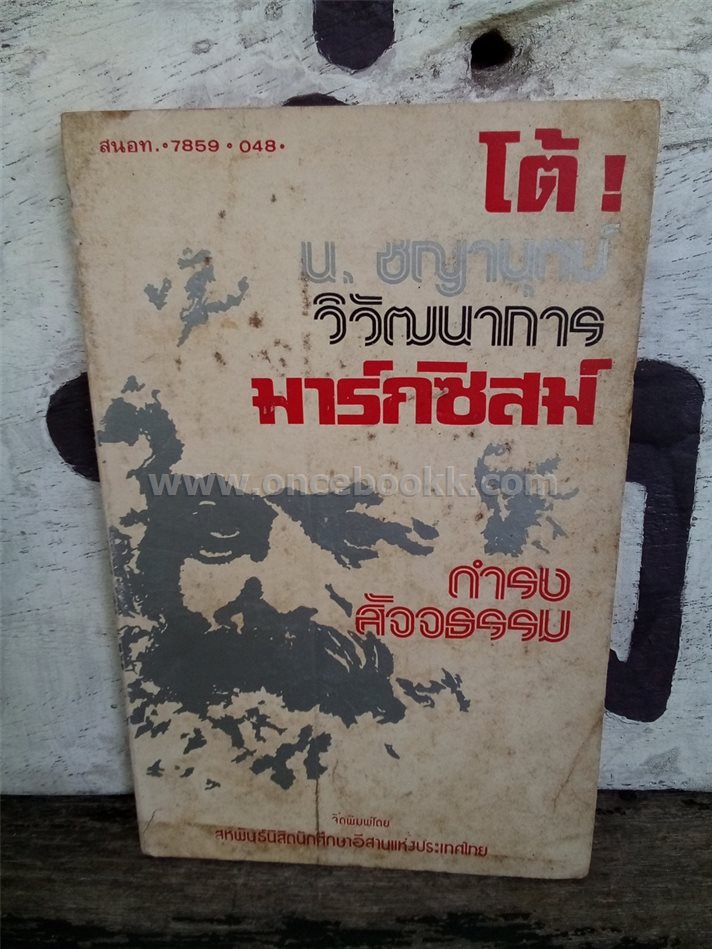 สนอท.•7859•048•
โต้ !
น. ชญานุตม์
วิวัฒนาการ
มาร์กซิสม์
www.oncebookk.com
ดำรง
สัจจธรรม
จัดพิมพ์โดย
สหพันธ์นิสิตนักศึกษาอีสานแห่งประเทศไทย